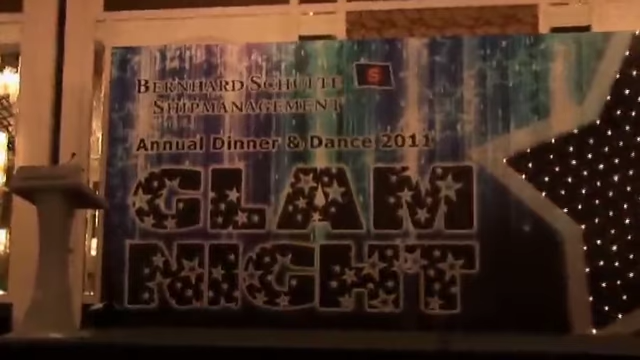 Bernhard Schulte
Shipmanagement
Annual Dinner & Dance 2011
GLAM
NIGHT